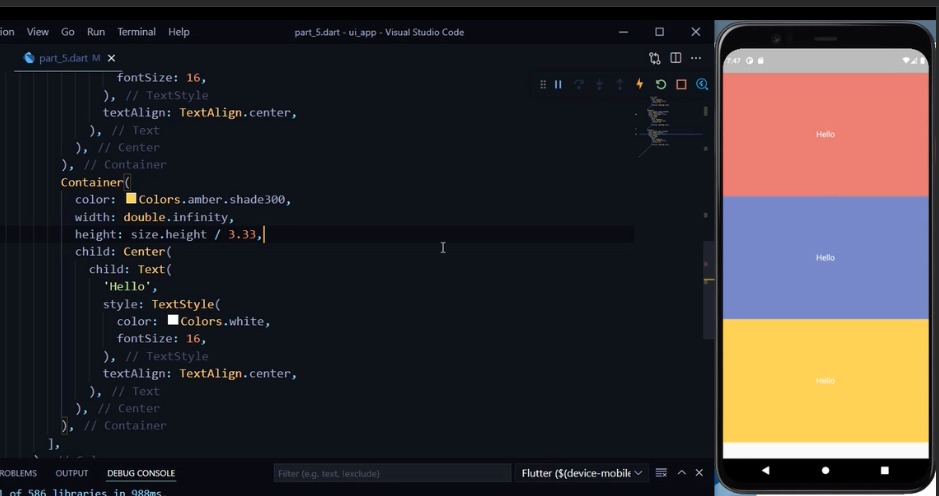 ion View Go Run Terminal Help
part_5.dart - ui_app - Visual Studio Code
part_5.dart M
fontSize: 16,
), // TextStyle
textAlign: TextAlign.center,
), // Text
), // Center
), // Container
Container(
color: Colors.amber.shade300,
width: double.infinity,
height: size.height / 3.33,
child: Center(
child: Text(
'Hello',
style: TextStyle(
color: Colors.white,
fontSize: 16,
), // TextStyle
textAlign: TextAlign.center,
), // Text
), // Center
), // Container
],
ROBLEMS OUTPUT DEBUG CONSOLE
Filter (e.g. text, !exclude)
Flutter ($(device-mobile
1 of 586 libraries in 988ms.
7:47
Hello
Hello
Hello